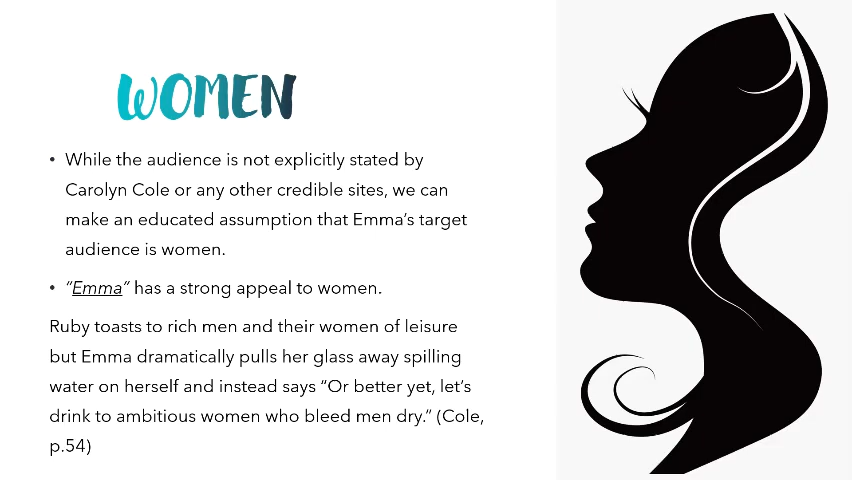 WOMEN
• While the audience is not explicitly stated by
Carolyn Cole or any other credible sites, we can
make an educated assumption that Emma’s target
audience is women.
• “Emma” has a strong appeal to women.
Ruby toasts to rich men and their women of leisure
but Emma dramatically pulls her glass away spilling
water on herself and instead says “Or better yet, let’s
drink to ambitious women who bleed men dry.” (Cole,
p.54)